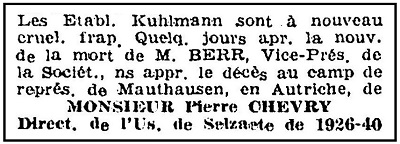 Les Etabl. Kuhlmann sont à nouveau
cruel. frap. Quelq. jours apr. la nouv.
de la mort de M. BERR, Vice-Prés. de
la Sociét., ns appr. le décès au camp de
représ. de Mauthausen, en Autriche, de
MONSIEUR Pierre CHEVRY
Direct. de l'Us. de Selzaete de 1926-40